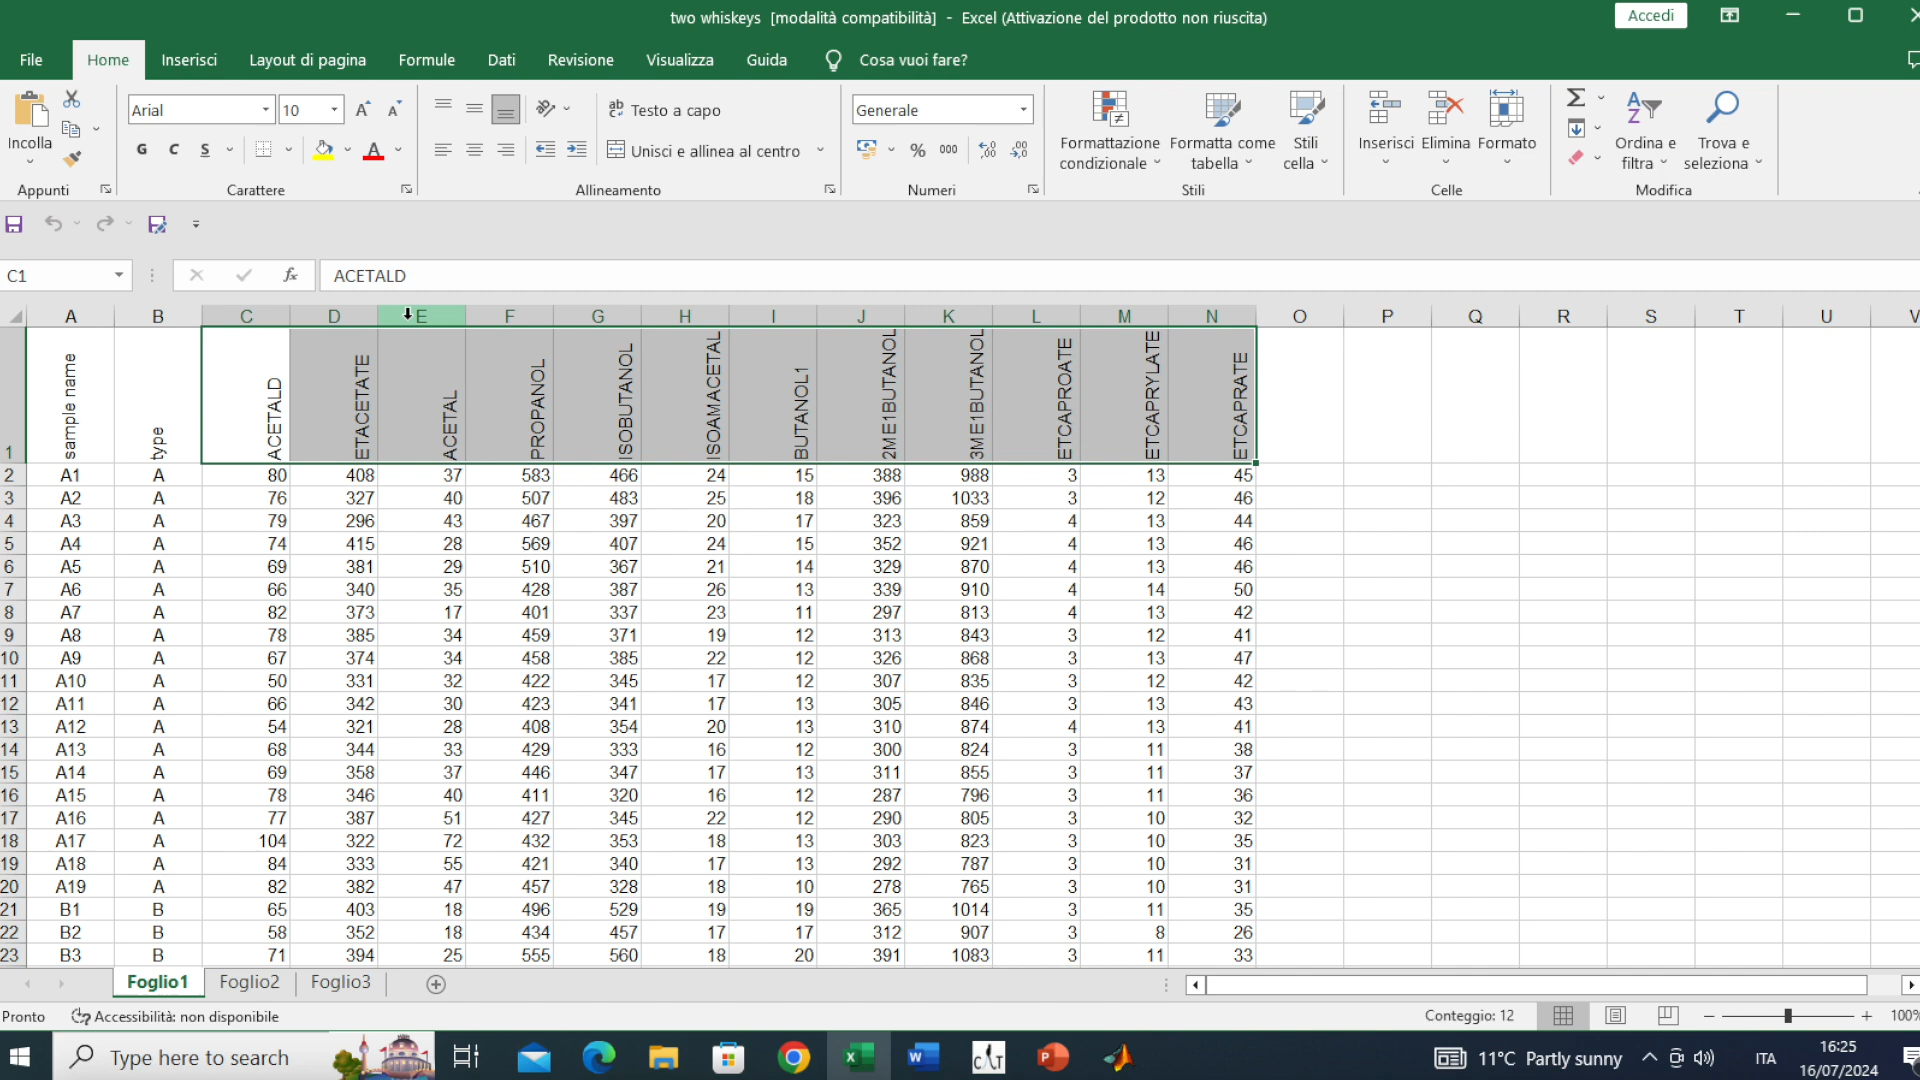 two whiskeys [modalità compatibilità] - Excel (Attivazione del prodotto non riuscita)
Accedi
File Home Inserisci Layout di pagina Formule Dati Revisione Visualizza Guida Cosa vuoi fare?
Arial 10 Testo a capo Generale
Incolla G C S Unisci e allinea al centro % 000
Formattazione condizionale Formatta come tabella Stili cella Inserisci Elimina Formato Ordina e filtra Trova e seleziona
Appunti Carattere Allineamento Numeri Stili Celle Modifica
C1 fx ACETALD
A B C D E F G H I J K L M N O P Q R S T U V
1 sample name type ACETALD ETACETATE ACETAL PROPANOL ISOBUTANOL ISOAMACETAL BUTANOL1 2ME1BUTANOL 3ME1BUTANOL ETCAPROATE ETCAPRYLATE ETCAPRATE
2 A1 A 80 408 37 583 466 24 15 388 988 3 13 45
3 A2 A 76 327 40 507 483 25 18 396 1033 3 12 46
4 A3 A 79 296 43 467 397 20 17 323 859 4 13 44
5 A4 A 74 415 28 569 407 24 15 352 921 4 13 46
6 A5 A 69 381 29 510 367 21 14 329 870 4 13 46
7 A6 A 66 340 35 428 387 26 13 339 910 4 14 50
8 A7 A 82 373 17 401 337 23 11 297 813 4 13 42
9 A8 A 78 385 34 459 371 19 12 313 843 3 12 41
10 A9 A 67 374 34 458 385 22 12 326 868 3 13 47
11 A10 A 50 331 32 422 345 17 12 307 835 3 12 42
12 A11 A 66 342 30 423 341 17 13 305 846 3 13 43
13 A12 A 54 321 28 408 354 20 13 310 874 4 13 41
14 A13 A 68 344 33 429 333 16 12 300 824 3 11 38
15 A14 A 69 358 37 446 347 17 13 311 855 3 11 37
16 A15 A 78 346 40 411 320 16 12 287 796 3 11 36
17 A16 A 77 387 51 427 345 22 12 290 805 3 10 32
18 A17 A 104 322 72 432 353 18 13 303 823 3 10 35
19 A18 A 84 333 55 421 340 17 13 292 787 3 10 31
20 A19 A 82 382 47 457 328 18 10 278 765 3 10 31
21 B1 B 65 403 18 496 529 19 19 365 1014 3 11 35
22 B2 B 58 352 18 434 457 17 17 312 907 3 8 26
23 B3 B 71 394 25 555 560 18 20 391 1083 3 11 33
Foglio1 Foglio2 Foglio3
Pronto Accessibilità: non disponibile Conteggio: 12 100%
Type here to search 11°C Partly sunny ITA 16:25
16/07/2024